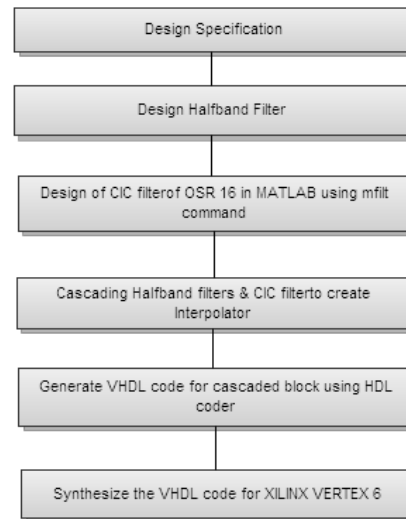 Design Specification
Design Halfband Filter
Design of CIC filterof OSR 16 in MATLAB using mfilt
command
Cascading Halfband filters & CIC filterto create
Interpolator
Generate VHDL code for cascaded block using HDL
coder
Synthesize the VHDL code for XILINX VERTEX 6